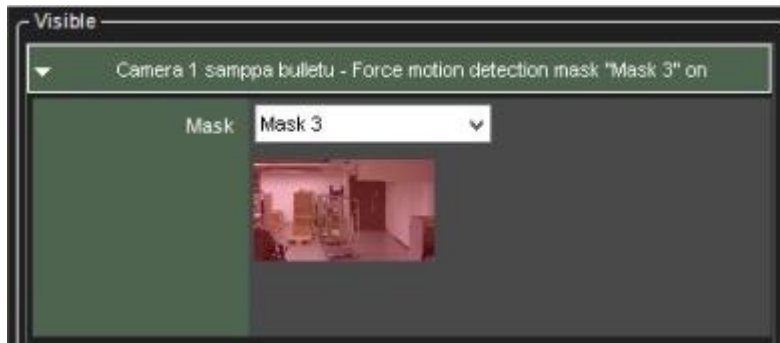 Visible
Camera 1 samppa bulletu - Force motion detection mask "Mask 3" on
Mask
Mask 3